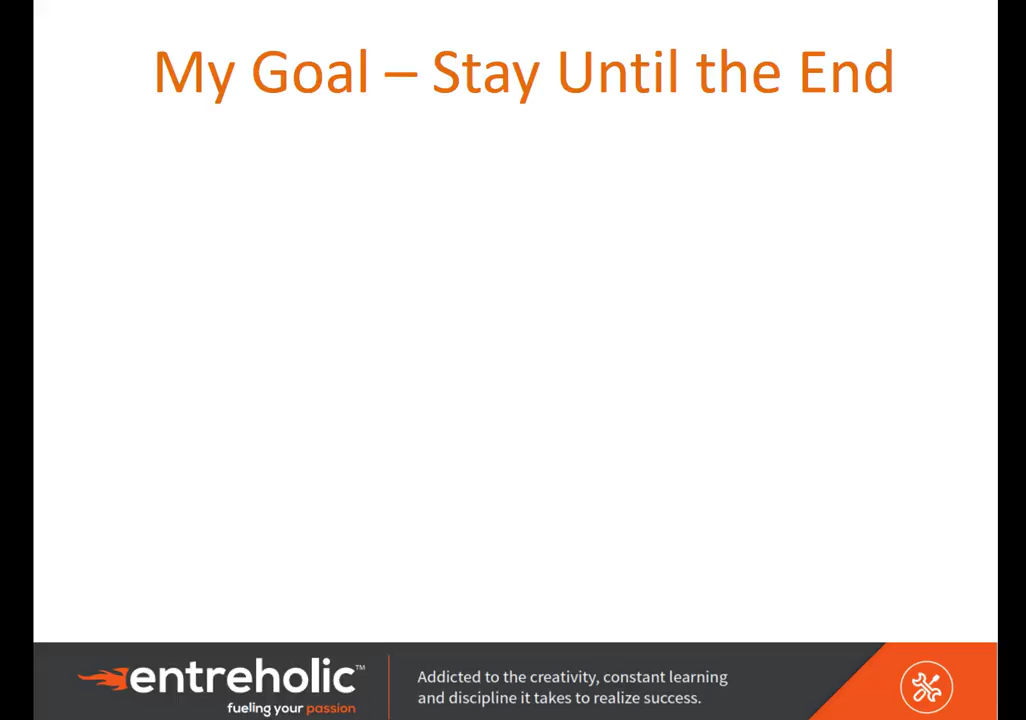 My Goal – Stay Until the End
entreholic™
fueling your passion
Addicted to the creativity, constant learning
and discipline it takes to realize success.